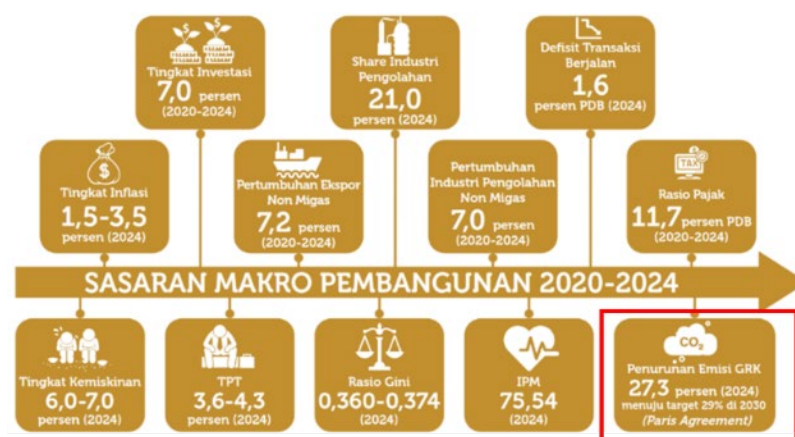 Tingkat Investasi
7,0 persen
(2020-2024)
Share Industri
Pengolahan
21,0
persen (2024)
Defisit Transaksi
Berjalan
1,6
persen PDB (2024)
$
Tingkat Inflasi
1,5-3,5
persen (2024)
Pertumbuhan Ekspor
Non Migas
7,2 persen
(2020-2024)
Pertumbuhan
Industri Pengolahan
Non Migas
7,0 persen
(2020-2024)
TAX
Rasio Pajak
11,7 persen PDB
(2020-2024)
SASARAN MAKRO PEMBANGUNAN 2020-2024
Tingkat Kemiskinan
6,0-7,0
persen (2024)
TPT
3,6-4,3
persen (2024)
Rasio Gini
0,360-0,374
(2024)
IPM
75,54
(2024)
CO2
Penurunan Emisi GRK
27,3 persen (2024)
menuju target 29% di 2030
(Paris Agreement)